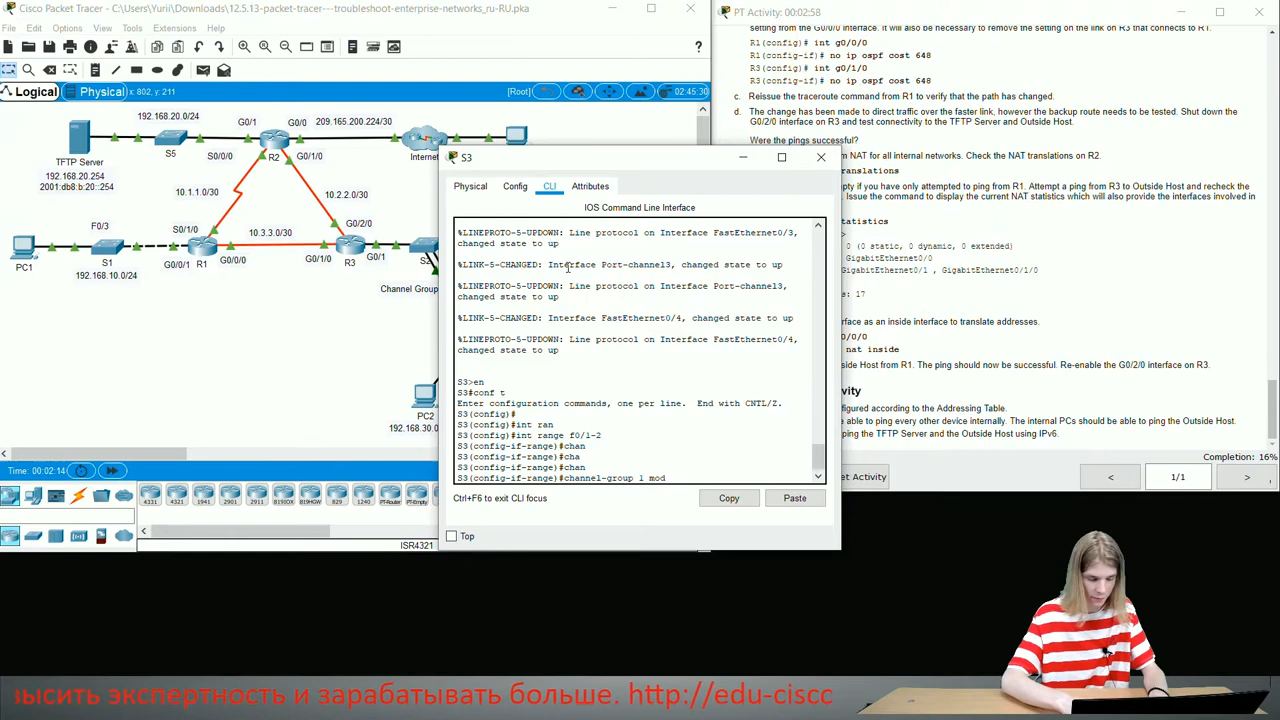 Cisco Packet Tracer - C:\Users\Yurii\Downloads\12.5.13-packet-tracer---troubleshoot-enterprise-networks_ru-RU.pka
File Edit Options View Tools Extensions Help
Logical Physical x: 802, y: 211 [Root] 02:45:30
192.168.20.0/24
G0/1 G0/0 209.165.200.224/30
S5 R2 Internet
TFTP Server
192.168.20.254
2001:db8:b:20::254
S0/0/0 G0/1/0
10.1.1.0/30 10.2.2.0/30
F0/3 S0/1/0 10.3.3.0/30 G0/2/0
PC1 S1 G0/0/1 R1 G0/0/0 G0/1/0 R3 G0/1 S2
192.168.10.0/24
Channel Group
PC2
192.168.30.
Time: 00:02:14
4331 4321 1941 2901 2911 819IOX 819HGW 829 1240 PT-Router PT-Empty
ISR4321
S3
Physical Config CLI Attributes
IOS Command Line Interface
%LINEPROTO-5-UPDOWN: Line protocol on Interface FastEthernet0/3,
changed state to up
%LINK-5-CHANGED: Interface Port-channel3, changed state to up
%LINEPROTO-5-UPDOWN: Line protocol on Interface Port-channel3,
changed state to up
%LINK-5-CHANGED: Interface FastEthernet0/4, changed state to up
%LINEPROTO-5-UPDOWN: Line protocol on Interface FastEthernet0/4,
changed state to up
S3>en
S3#conf t
Enter configuration commands, one per line. End with CNTL/Z.
S3(config)#
S3(config)#int ran
S3(config)#int range f0/1-2
S3(config-if-range)#chan
S3(config-if-range)#cha
S3(config-if-range)#chan
S3(config-if-range)#channel-group 1 mod
Ctrl+F6 to exit CLI focus Copy Paste
Top
PT Activity: 00:02:58
setting from the G0/0/0 interface. It will also be necessary to remove the setting on the link on R3 that connects to R1.
R1(config)# int g0/0/0
R1(config-if)# no ip ospf cost 648
R3(config)# int g0/1/0
R3(config-if)# no ip ospf cost 648
c. Reissue the traceroute command from R1 to verify that the path has changed.
d. The change has been made to direct traffic over the faster link, however the backup route needs to be tested. Shut down the
G0/2/0 interface on R3 and test connectivity to the TFTP Server and Outside Host.
Were the pings successful?
m NAT for all internal networks. Check the NAT translations on R2.
anslations
pty if you have only attempted to ping from R1. Attempt a ping from R3 to Outside Host and recheck the
. Issue the command to display the current NAT statistics which will also provide the interfaces involved in
atistics
0 (0 static, 0 dynamic, 0 extended)
GigabitEthernet0/0
GigabitEthernet0/1 , GigabitEthernet0/1/0
s: 17
rface as an inside interface to translate addresses.
0/0/0
nat inside
side Host from R1. The ping should now be successful. Re-enable the G0/2/0 interface on R3.
ivity
figured according to the Addressing Table.
able to ping every other device internally. The internal PCs should be able to ping the Outside Host.
ping the TFTP Server and the Outside Host using IPv6.
Completion: 16%
et Activity < 1/1 >
высить экспертность и зарабатывать больше. http://edu-ciscc